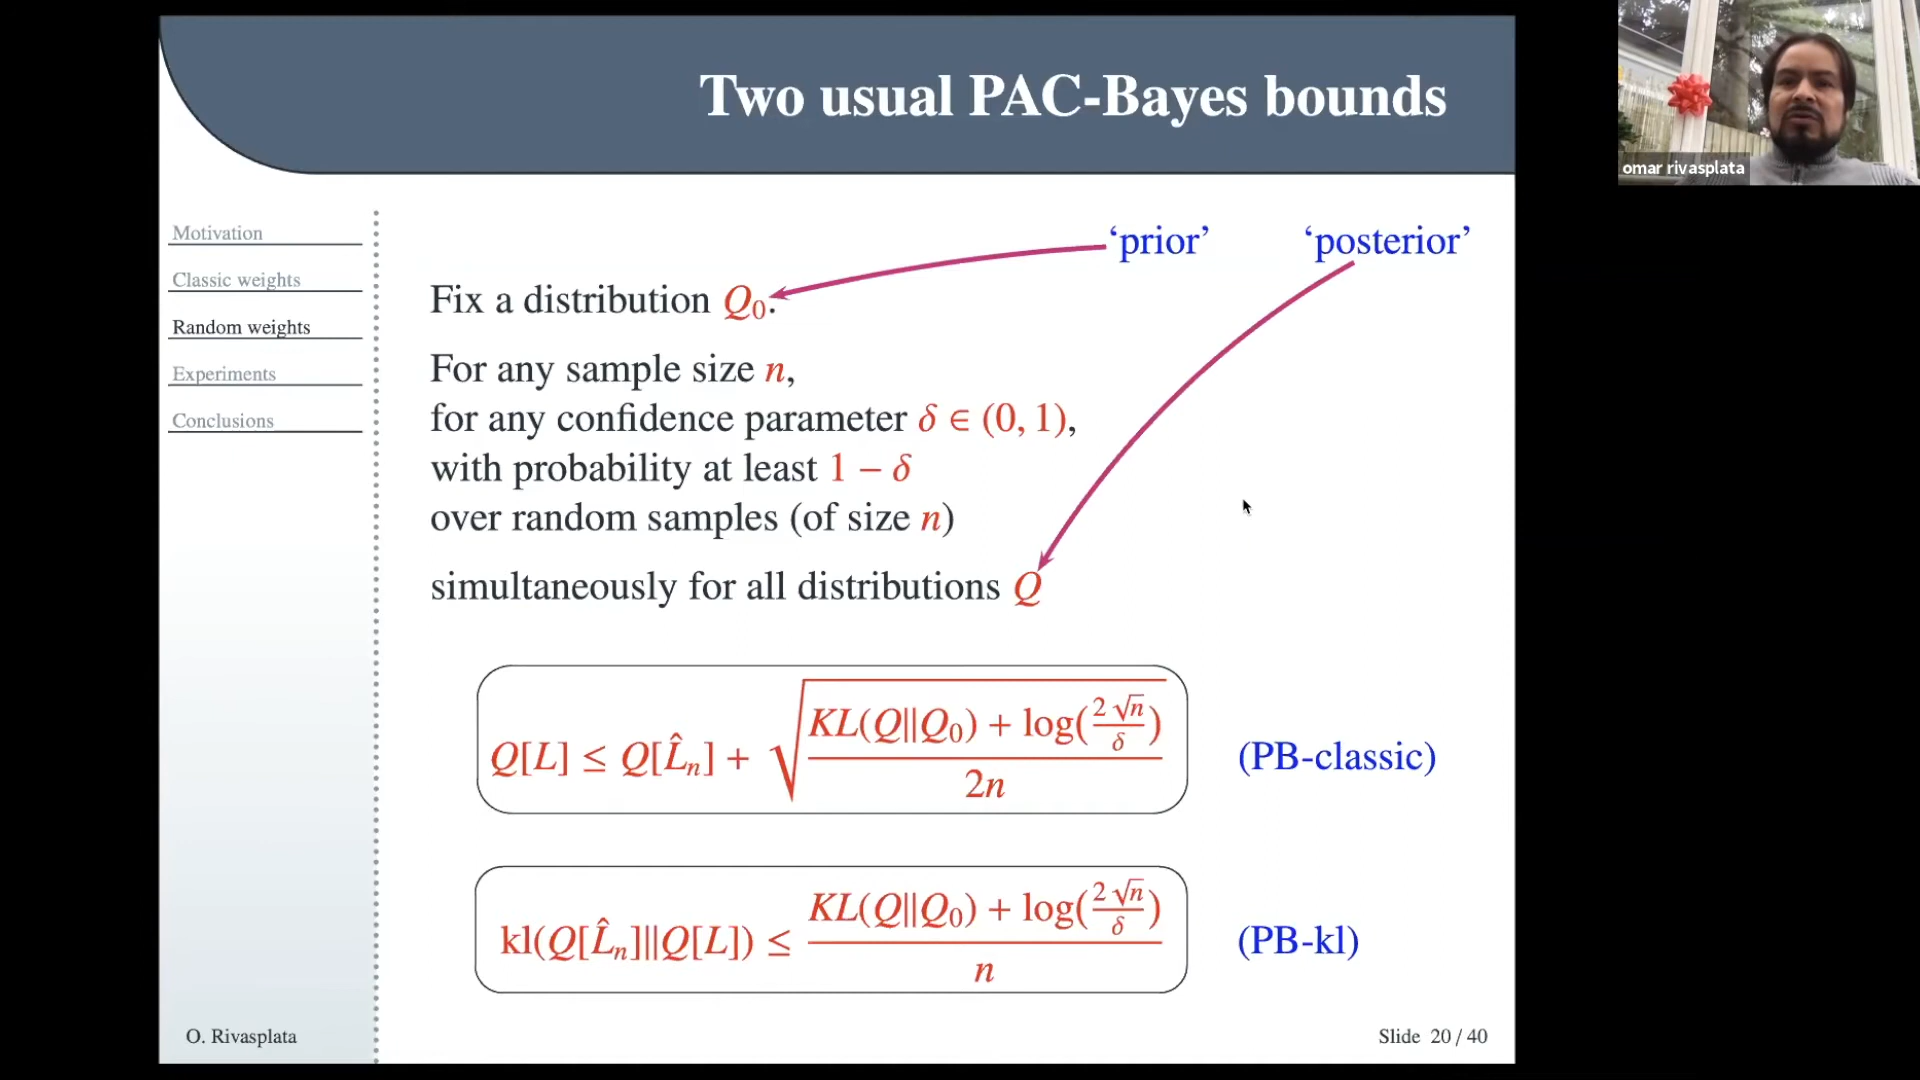 Two usual PAC-Bayes bounds
omar rivasplata
Motivation
Classic weights
Random weights
Experiments
Conclusions
‘prior’ ‘posterior’
Fix a distribution Q₀.
For any sample size n,
for any confidence parameter δ ∈ (0, 1),
with probability at least 1 − δ
over random samples (of size n)
simultaneously for all distributions Q
Q[L] ≤ Q[L̂ₙ] + √((KL(Q||Q₀) + log(2√n/δ))/(2n)) (PB-classic)
kl(Q[L̂ₙ]||Q[L]) ≤ (KL(Q||Q₀) + log(2√n/δ))/n (PB-kl)
O. Rivasplata
Slide 20 / 40